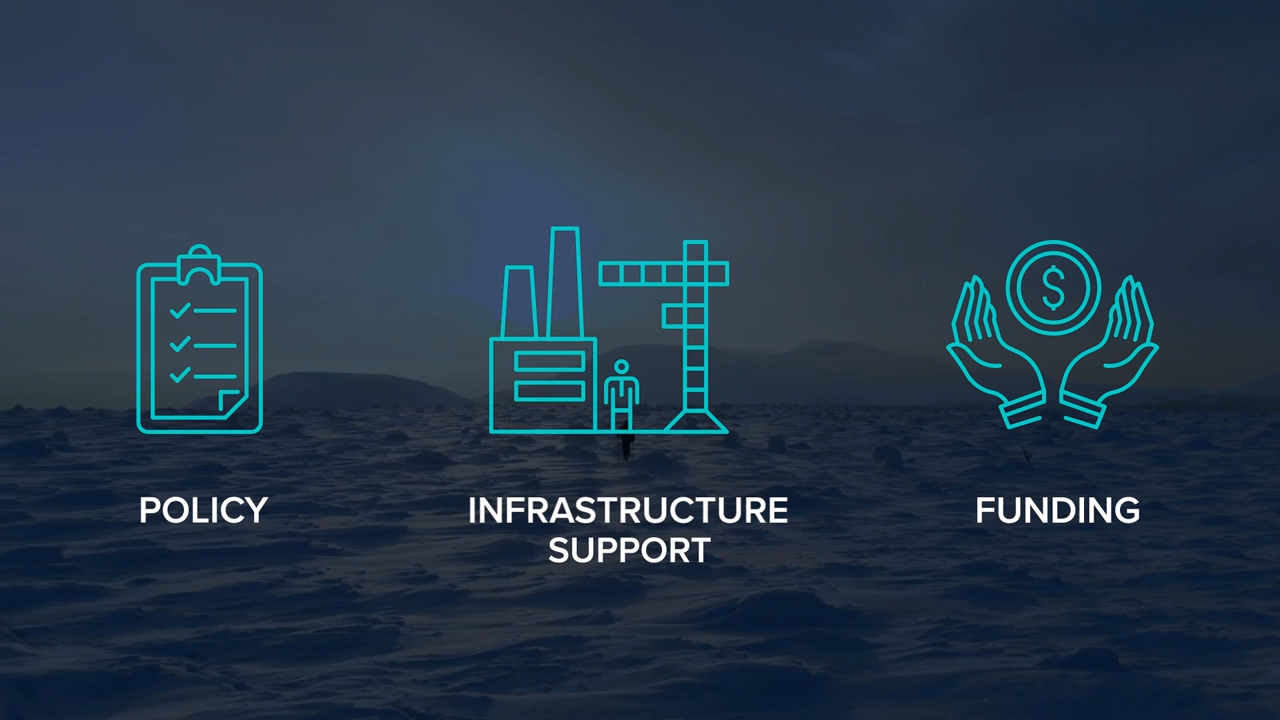 POLICY
INFRASTRUCTURE
SUPPORT
FUNDING
$